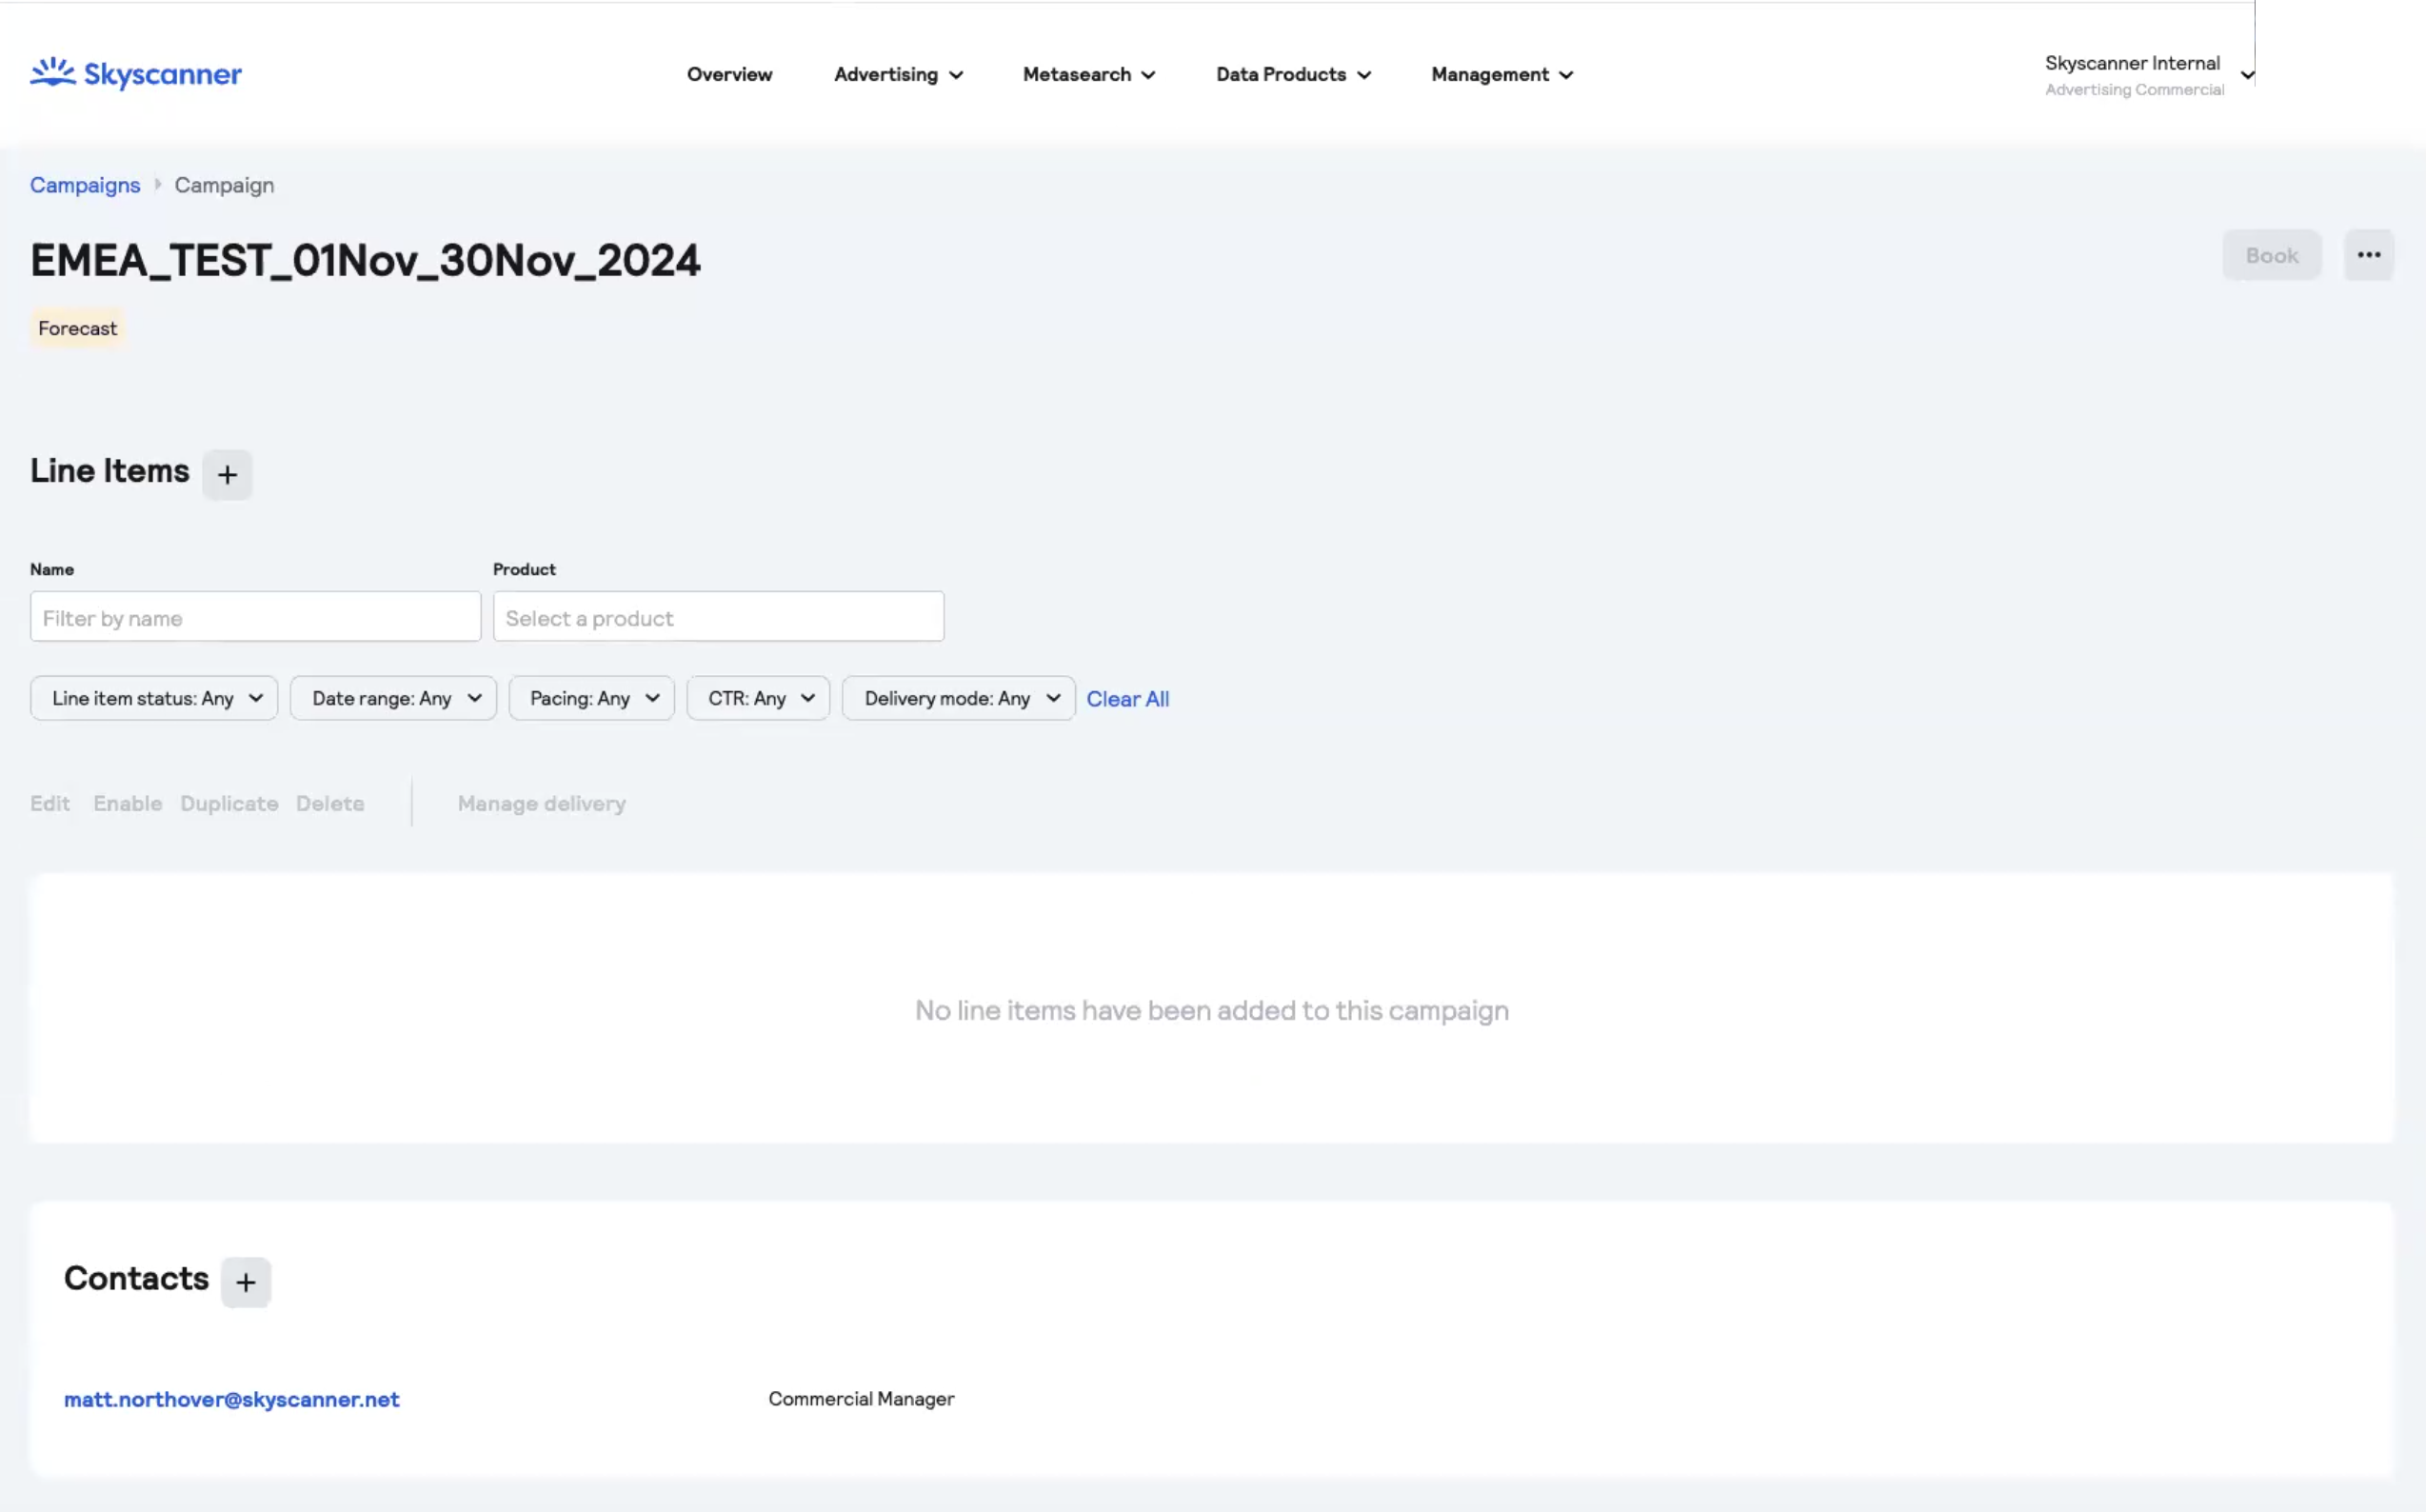 Skyscanner
Overview
Advertising
Metasearch
Data Products
Management
Skyscanner Internal
Advertising Commercial
Campaigns
Campaign
EMEA_TEST_01Nov_30Nov_2024
Book
Forecast
Line Items
Name
Product
Filter by name
Select a product
Line item status: Any
Date range: Any
Pacing: Any
CTR: Any
Delivery mode: Any
Clear All
Edit
Enable
Duplicate
Delete
Manage delivery
No line items have been added to this campaign
Contacts
matt.northover@skyscanner.net
Commercial Manager